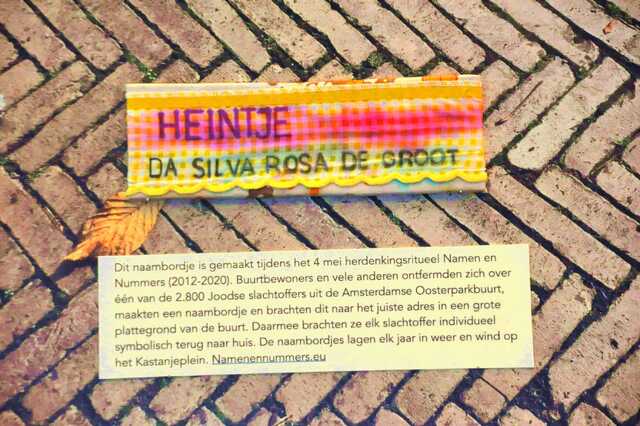 HEINTJE
DA SILVA ROSA DE GROOT
Dit naambordje is gemaakt tijdens het 4 mei herdenkingsritueel Namen en
Nummers (2012-2020). Buurtbewoners en vele anderen ontfermden zich over
één van de 2.800 Joodse slachtoffers uit de Amsterdamse Oosterparkbuurt,
maakten een naambordje en brachten dit naar het juiste adres in een grote
plattegrond van de buurt. Daarmee brachten ze elk slachtoffer individueel
symbolisch terug naar huis. De naambordjes lagen elk jaar in weer en wind op
het Kastanjeplein. Namenennummers.eu